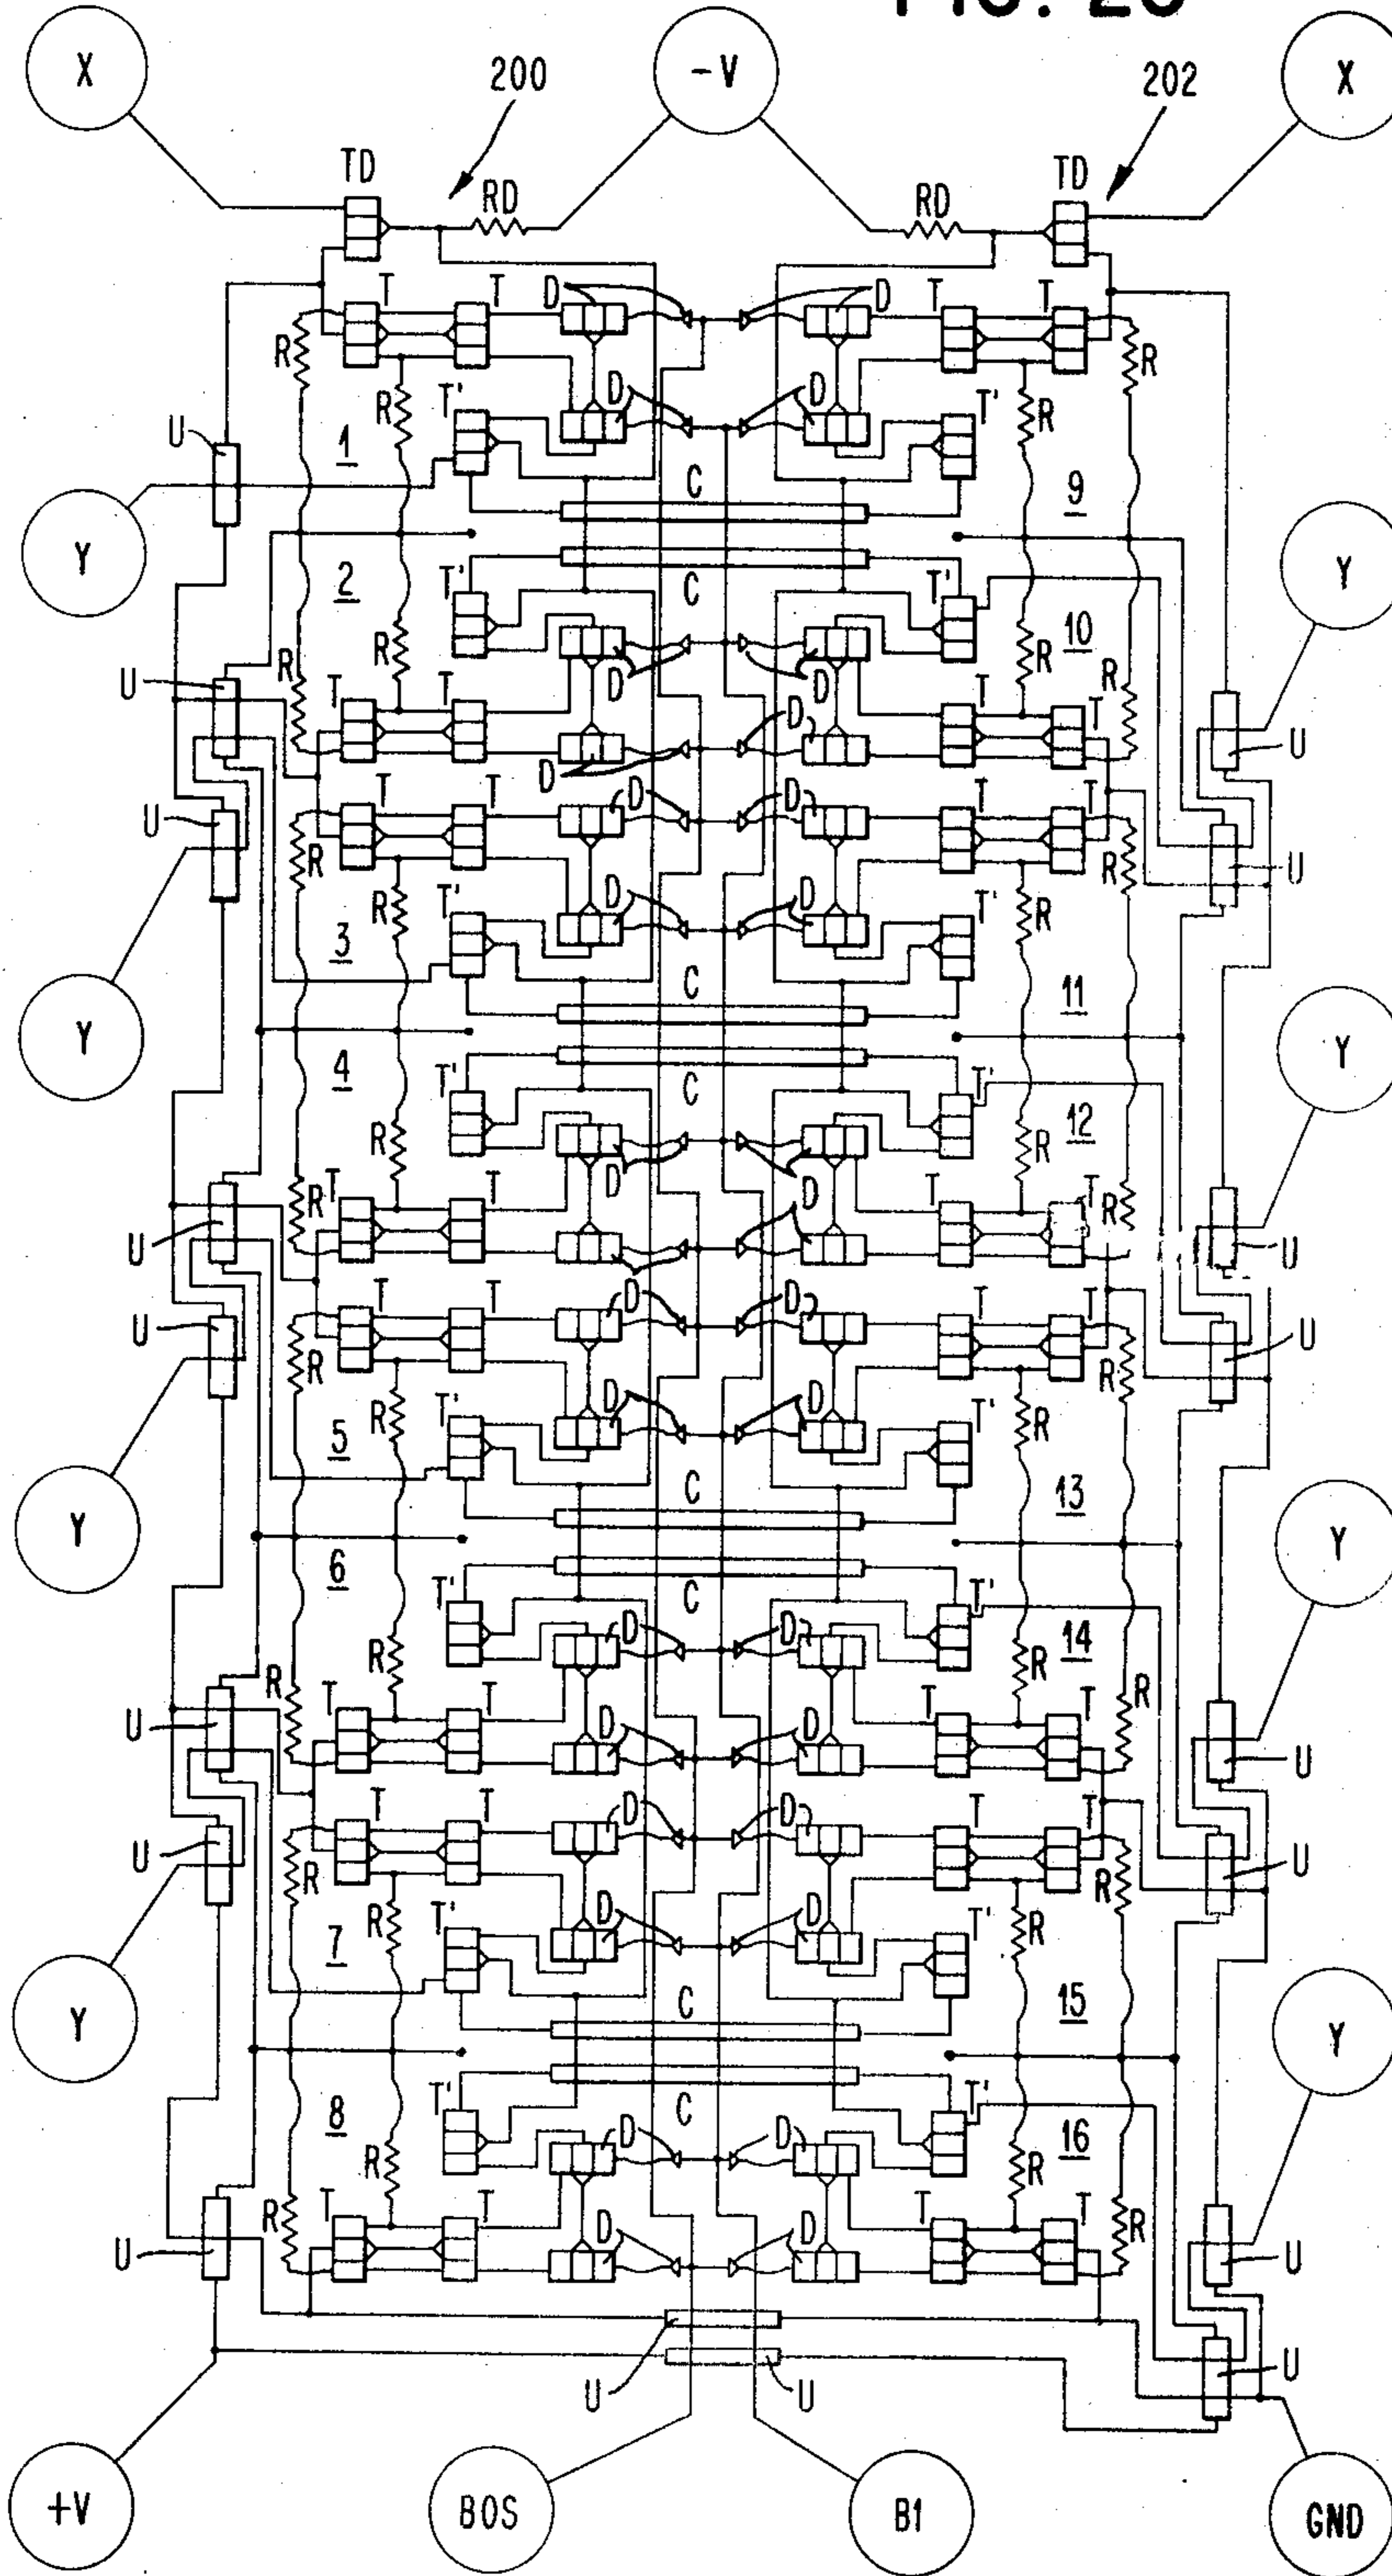 X 200 -V 202 X
TD RD RD TD
T T D D T T
R R R R
U 1 T' D D T'
C 9
Y Y
2 T' C T' 10
R R R R
U T T D D T T
D D U
U T T D D T T
R R R R U
3 T' D D T'
Y C 11 Y
4 T' C T' 12
R R D D R R
U T T D T T U
U T T D D T T U
R R R R
5 T' D D T'
Y C 13 Y
6 T' C T' 14
R R D D R R
U T T D D T T U
U T T D D T T U
R R R R
7 T' D D T'
Y C 15 Y
8 T' C T' 16
R R D D R R
U T T D D T T U
U U U
+V BOS B1 GND